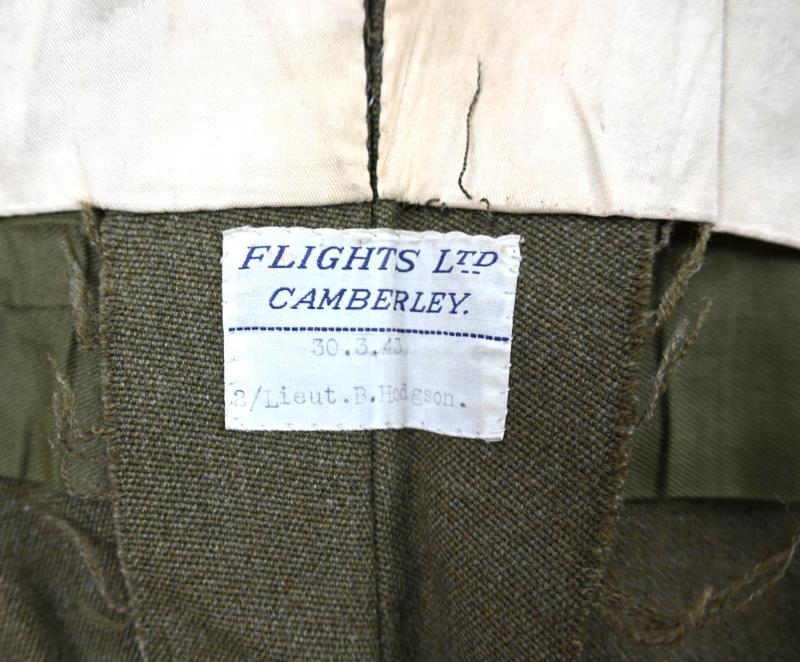 FLIGHTS LTD
CAMBERLEY.
30.3.43
2/Lieut.B.Hodgson.